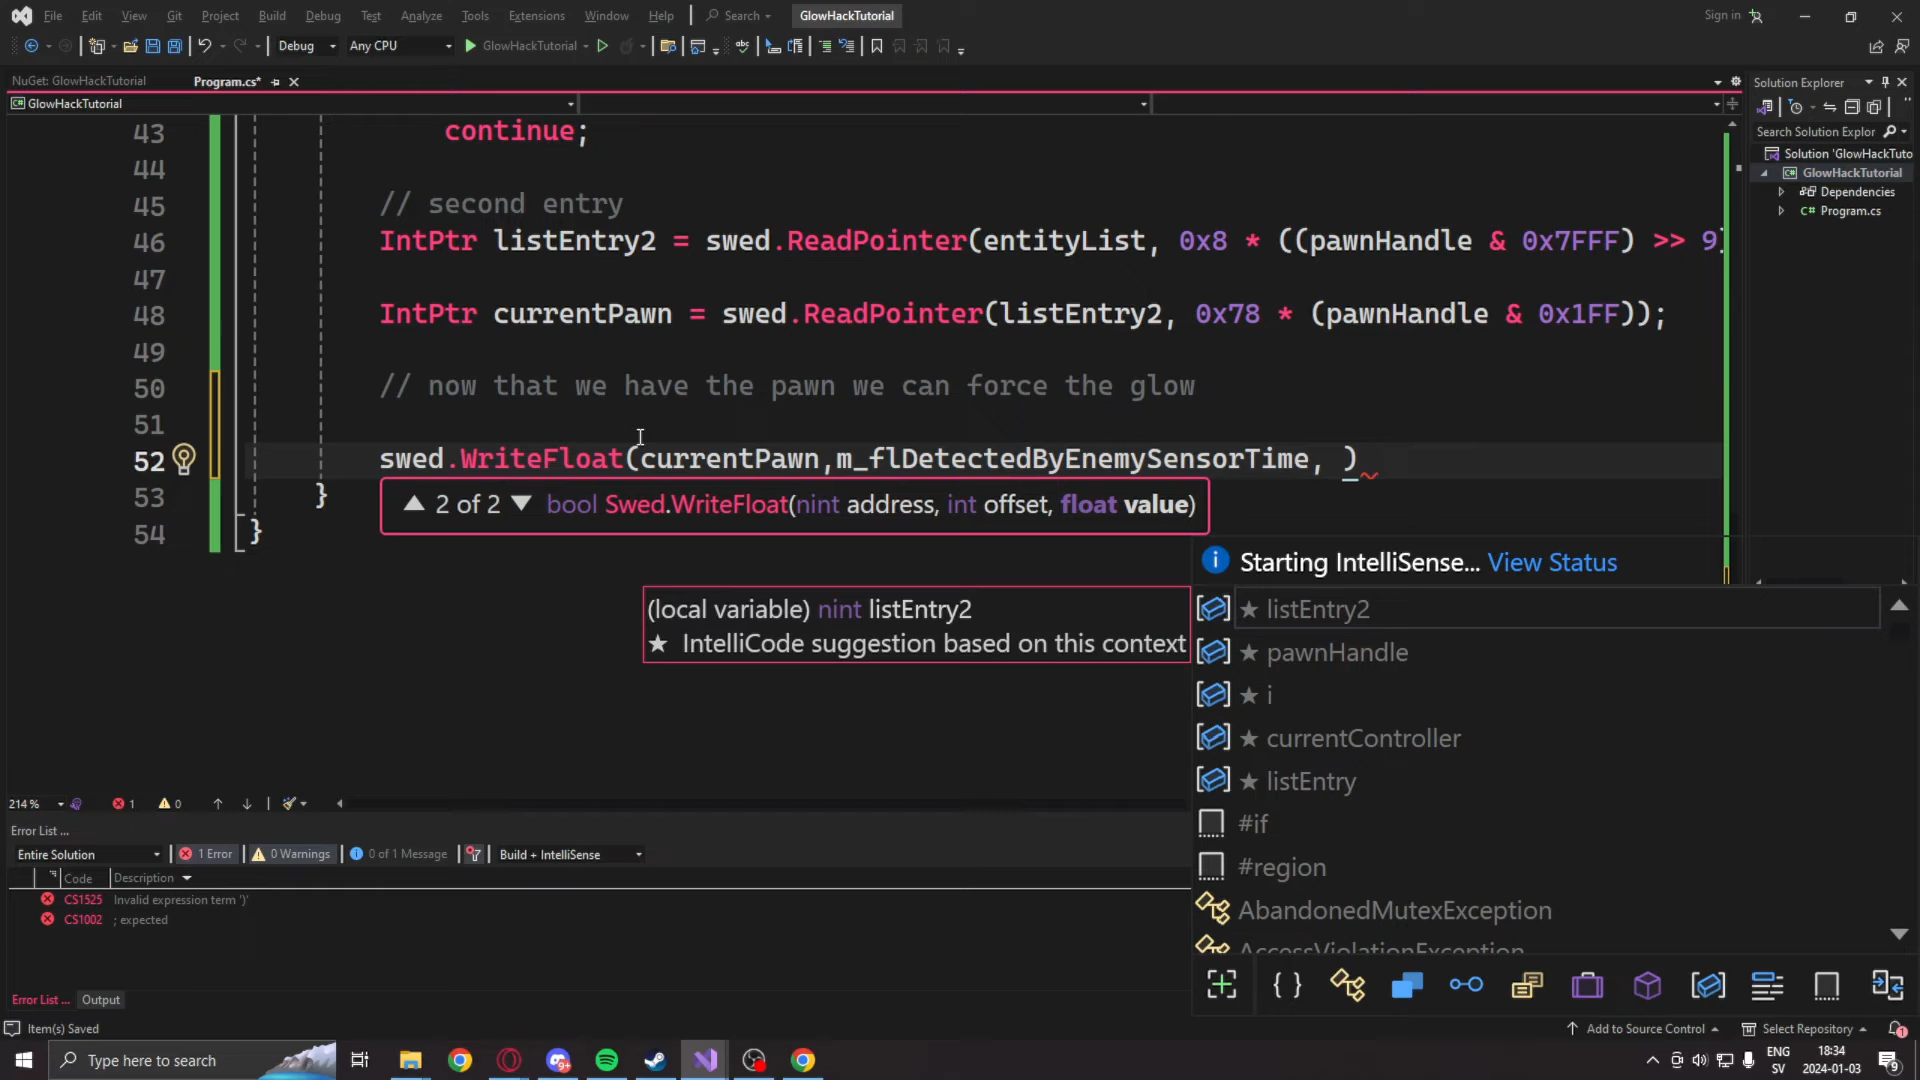 File Edit View Git Project Build Debug Test Analyze Tools Extensions Window Help Search GlowHackTutorial Sign in
Debug Any CPU GlowHackTutorial
NuGet: GlowHackTutorial Program.cs*
GlowHackTutorial
43 continue;
44
45 // second entry
46 IntPtr listEntry2 = swed.ReadPointer(entityList, 0x8 * ((pawnHandle & 0x7FFF) >> 9)
47
48 IntPtr currentPawn = swed.ReadPointer(listEntry2, 0x78 * (pawnHandle & 0x1FF));
49
50 // now that we have the pawn we can force the glow
51
52 swed.WriteFloat(currentPawn,m_flDetectedByEnemySensorTime, )
53 }
54 }
2 of 2 bool Swed.WriteFloat(nint address, int offset, float value)
Starting IntelliSense... View Status
(local variable) nint listEntry2
★ IntelliCode suggestion based on this context
★ listEntry2
★ pawnHandle
★ i
★ currentController
★ listEntry
#if
#region
AbandonedMutexException
AccessViolationException
Solution Explorer
Search Solution Explor
Solution 'GlowHackTuto
GlowHackTutorial
Dependencies
C# Program.cs
214 % 1 0
Error List ...
Entire Solution 1 Error 0 Warnings 0 of 1 Message Build + IntelliSense
Code Description
CS1525 Invalid expression term ')'
CS1002 ; expected
Error List ... Output
Item(s) Saved Add to Source Control Select Repository 1
Type here to search
ENG
SV
18:34
2024-01-03
9